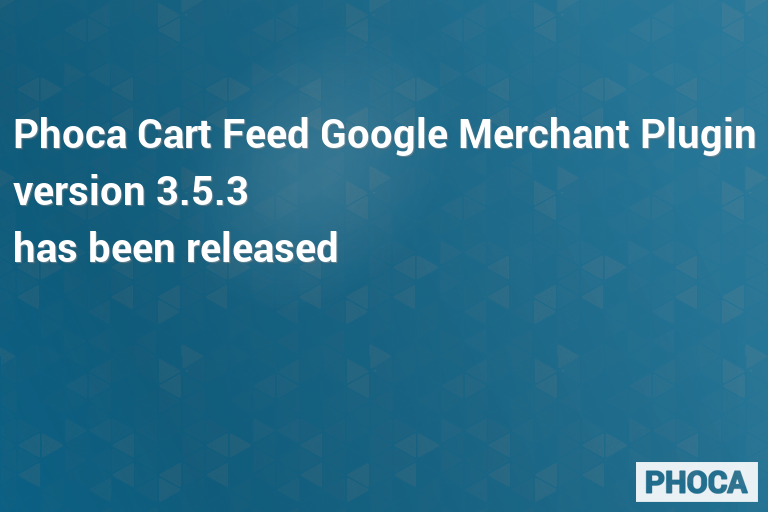 Phoca Cart Feed Google Merchant Plugin
version 3.5.3
has been released
PHOCA